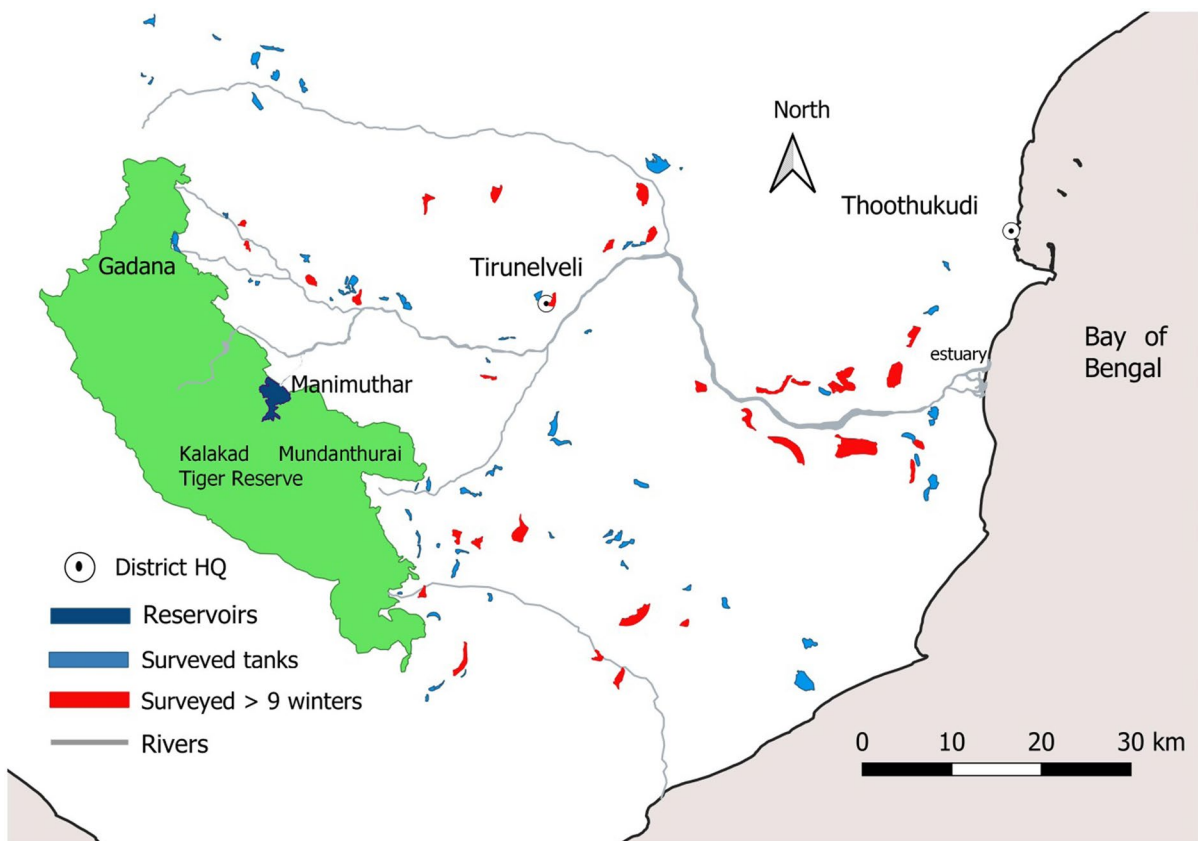 North
Thoothukudi
Gadana
Tirunelveli
Bay of
Bengal
estuary
Manimuthar
Kalakad Mundanthurai
Tiger Reserve
District HQ
Reservoirs
Surveved tanks
Surveyed > 9 winters
Rivers
0 10 20 30 km